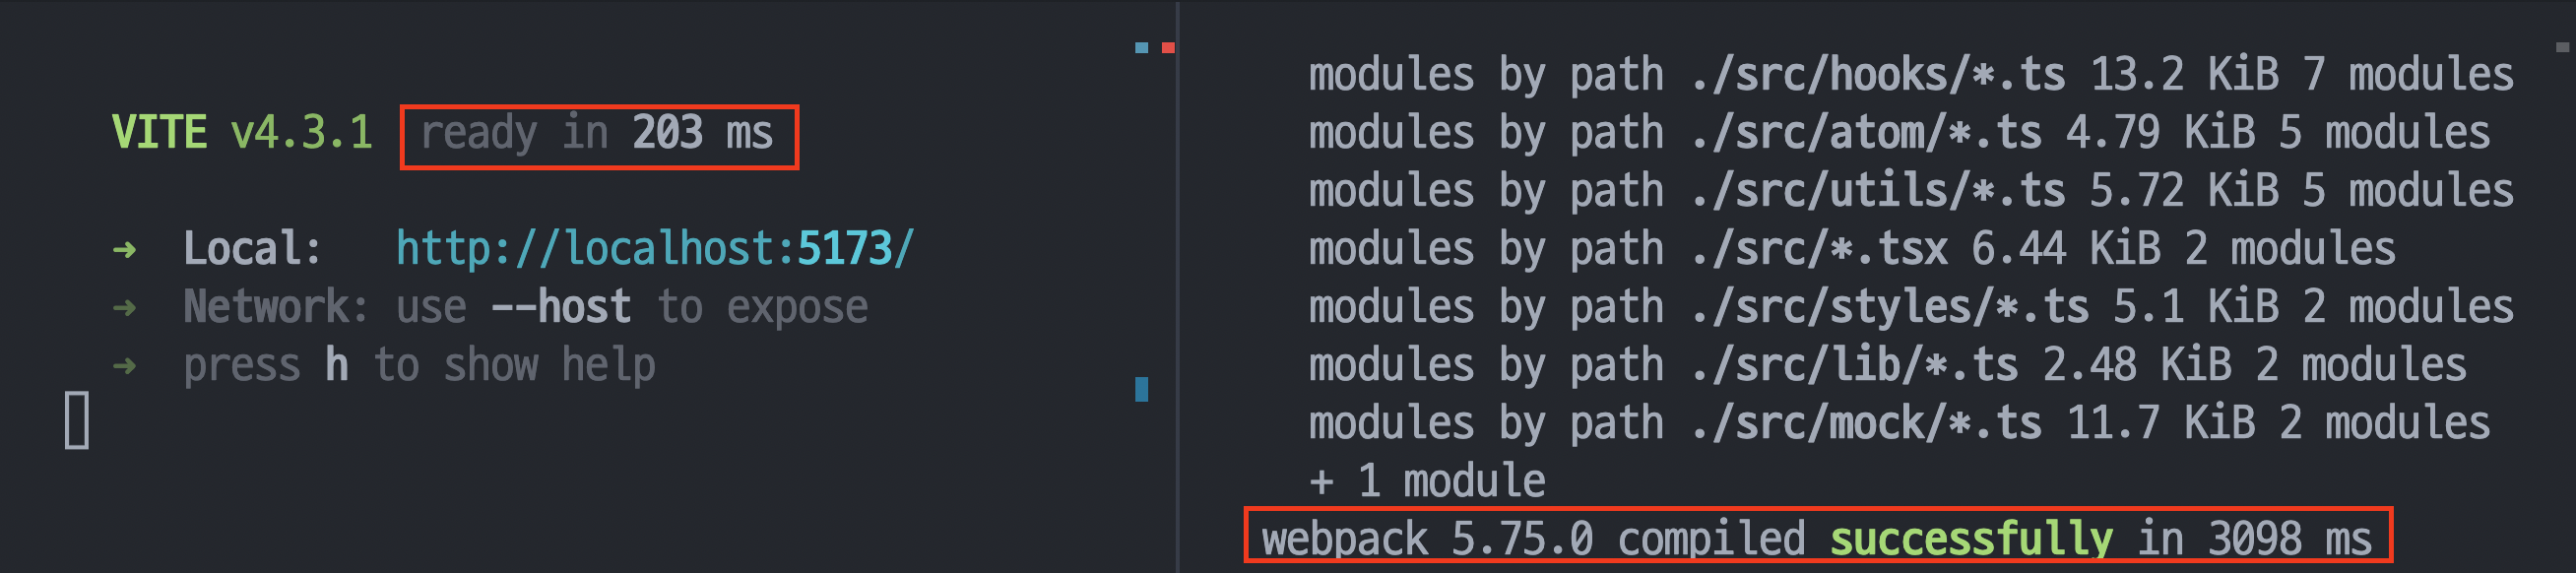 VITE v4.3.1 ready in 203 ms
➜ Local: http://localhost:5173/
➜ Network: use --host to expose
➜ press h to show help
modules by path ./src/hooks/*.ts 13.2 KiB 7 modules
modules by path ./src/atom/*.ts 4.79 KiB 5 modules
modules by path ./src/utils/*.ts 5.72 KiB 5 modules
modules by path ./src/*.tsx 6.44 KiB 2 modules
modules by path ./src/styles/*.ts 5.1 KiB 2 modules
modules by path ./src/lib/*.ts 2.48 KiB 2 modules
modules by path ./src/mock/*.ts 11.7 KiB 2 modules
+ 1 module
webpack 5.75.0 compiled successfully in 3098 ms